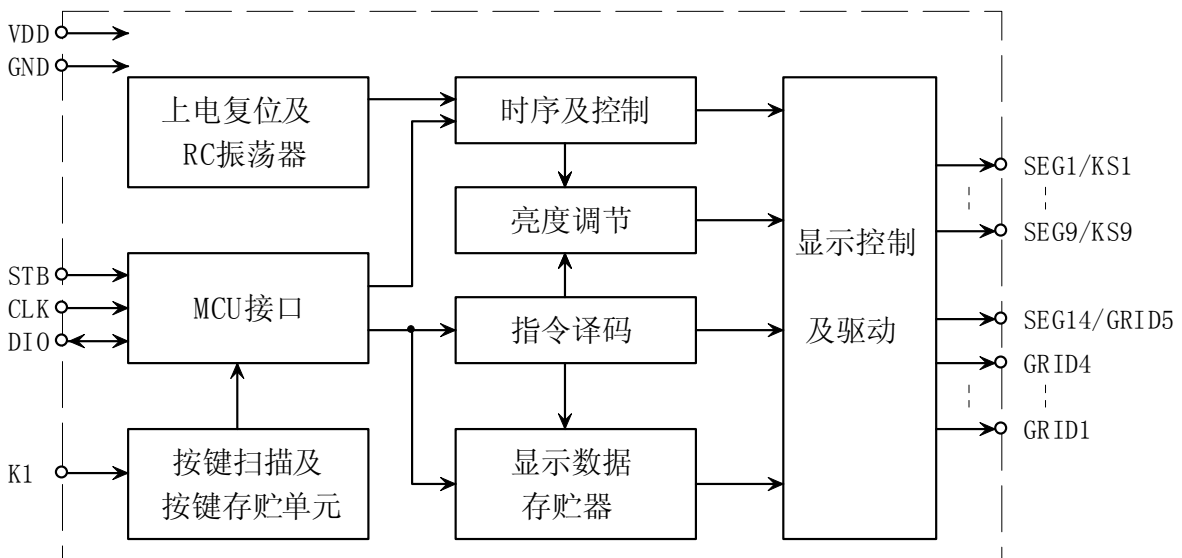 VDD
GND
上电复位及
RC振荡器
时序及控制
亮度调节
显示控制
及驱动
SEG1/KS1
SEG9/KS9
STB
CLK
DIO
MCU接口
指令译码
SEG14/GRID5
GRID4
GRID1
K1
按键扫描及
按键存贮单元
显示数据
存贮器